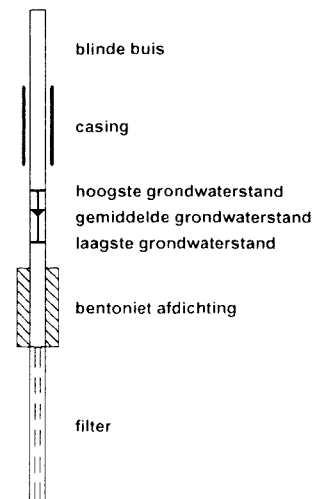 blinde buis
casing
hoogste grondwaterstand
gemiddelde grondwaterstand
laagste grondwaterstand
bentoniet afdichting
filter